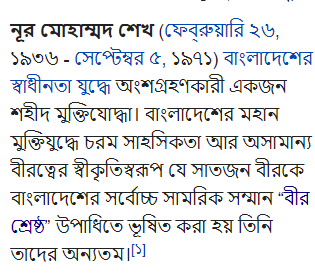 নূর মোহাম্মদ শেখ (ফেব্রুয়ারি ২৬,
১৯৩৬ - সেপ্টেম্বর ৫, ১৯৭১) বাংলাদেশের
স্বাধীনতা যুদ্ধে অংশগ্রহণকারী একজন
শহীদ মুক্তিযোদ্ধা। বাংলাদেশের মহান
মুক্তিযুদ্ধে চরম সাহসিকতা আর অসামান্য
বীরত্বের স্বীকৃতিস্বরূপ যে সাতজন বীরকে
বাংলাদেশের সর্বোচ্চ সামরিক সম্মান “বীর
শ্রেষ্ঠ” উপাধিতে ভূষিত করা হয় তিনি
তাদের অন্যতম।[১]